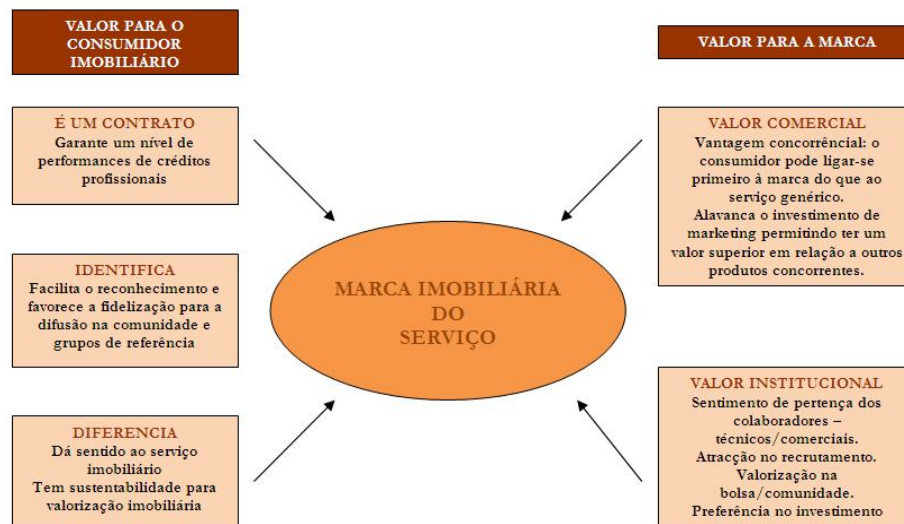 VALOR PARA O
CONSUMIDOR
IMOBILIÁRIO
É UM CONTRATO
Garante um nível de
performances de créditos
profissionais
IDENTIFICA
Facilita o reconhecimento e
favorece a fidelização para a
difusão na comunidade e
grupos de referência
DIFERENCIA
Dá sentido ao serviço
imobiliário
Tem sustentabilidade para
valorização imobiliária
MARCA IMOBILIÁRIA
DO
SERVIÇO
VALOR PARA A MARCA
VALOR COMERCIAL
Vantagem concorrêncial: o
consumidor pode ligar-se
primeiro à marca do que ao
serviço genérico.
Alavanca o investimento de
marketing permitindo ter um
valor superior em relação a outros
produtos concorrentes.
VALOR INSTITUCIONAL
Sentimento de pertença dos
colaboradores –
técnicos/comerciais.
Atracção no recrutamento.
Valorização na
bolsa/comunidade.
Preferência no investimento